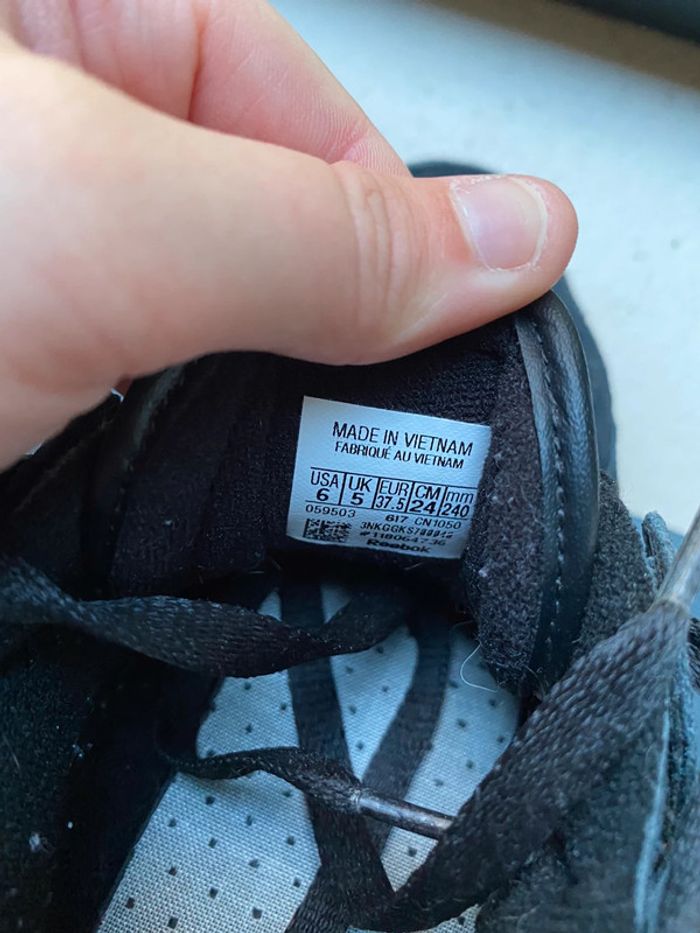 MADE IN VIETNAM
FABRIQUÉ AU VIETNAM
USA UK EUR CM mm
6 5 37.5 24 240
059503 617 CN1050
Reebok